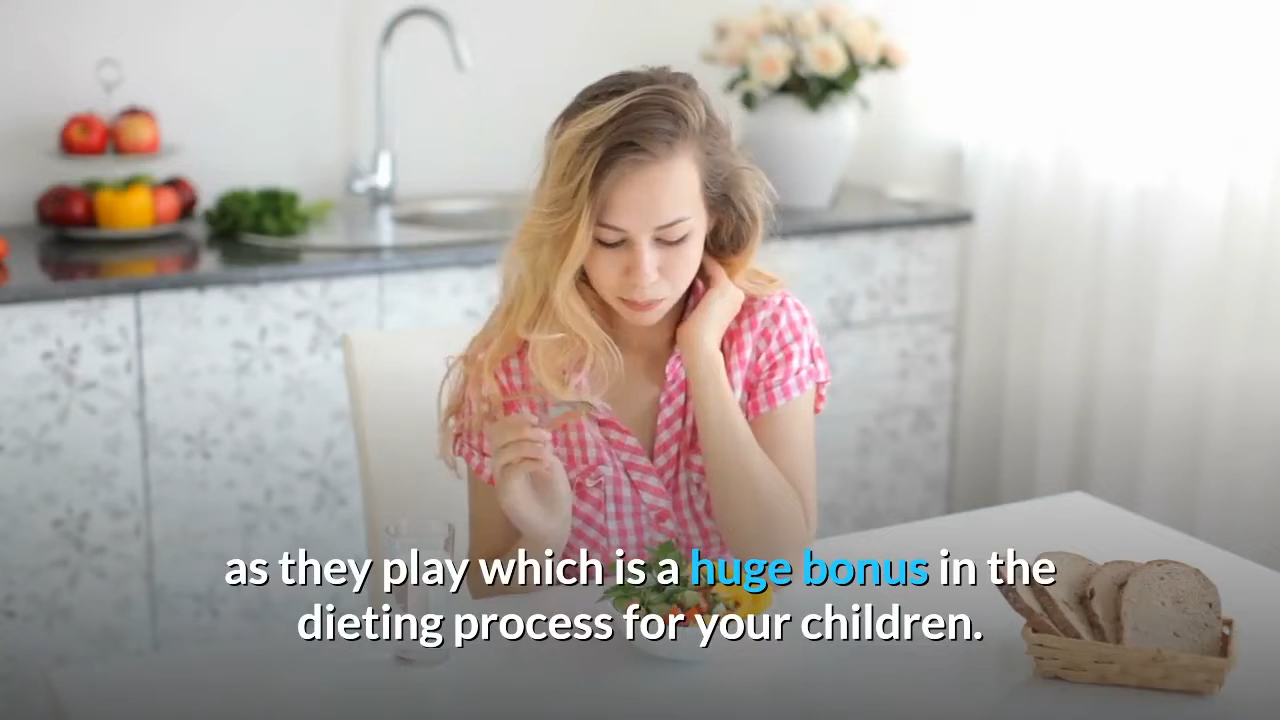 as they play which is a huge bonus in the
dieting process for your children.